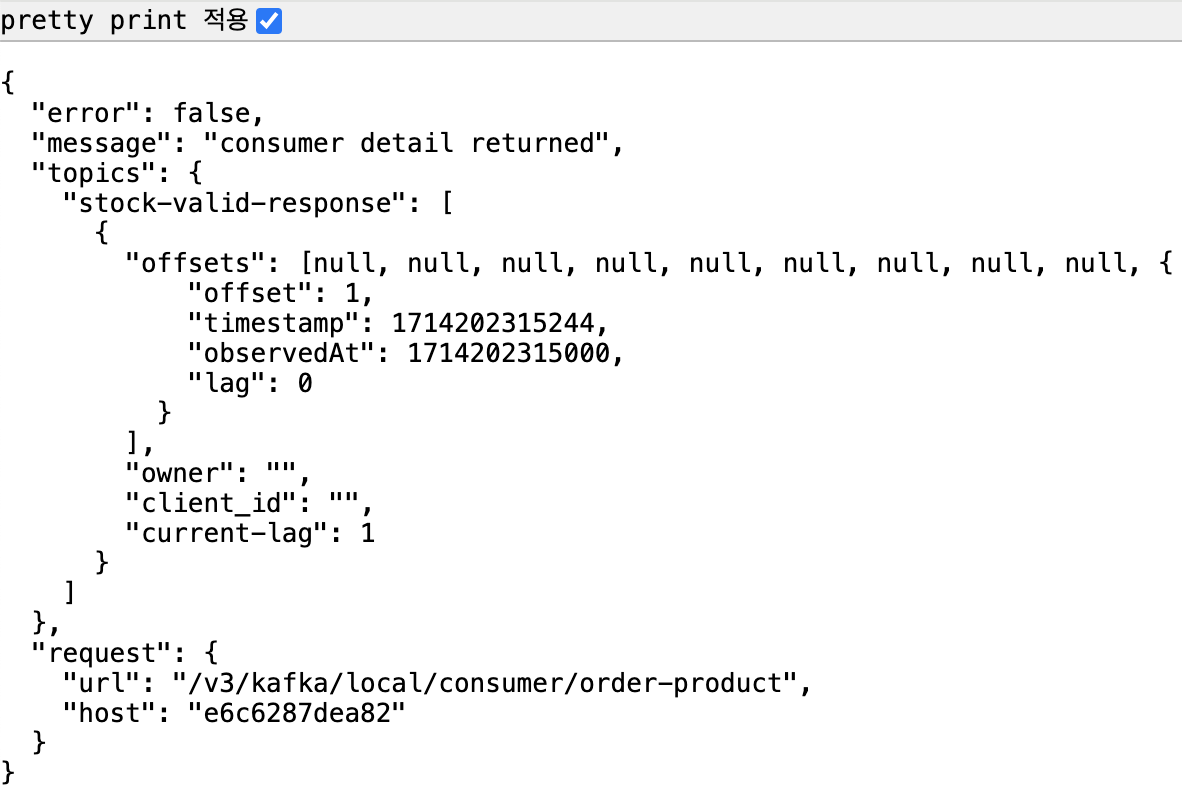 pretty print 적용
{
  "error": false,
  "message": "consumer detail returned",
  "topics": {
    "stock-valid-response": [
      {
        "offsets": [null, null, null, null, null, null, null, null, null, {
            "offset": 1,
            "timestamp": 1714202315244,
            "observedAt": 1714202315000,
            "lag": 0
          }
        ],
        "owner": "",
        "client_id": "",
        "current-lag": 1
      }
    ]
  },
  "request": {
    "url": "/v3/kafka/local/consumer/order-product",
    "host": "e6c6287dea82"
  }
}